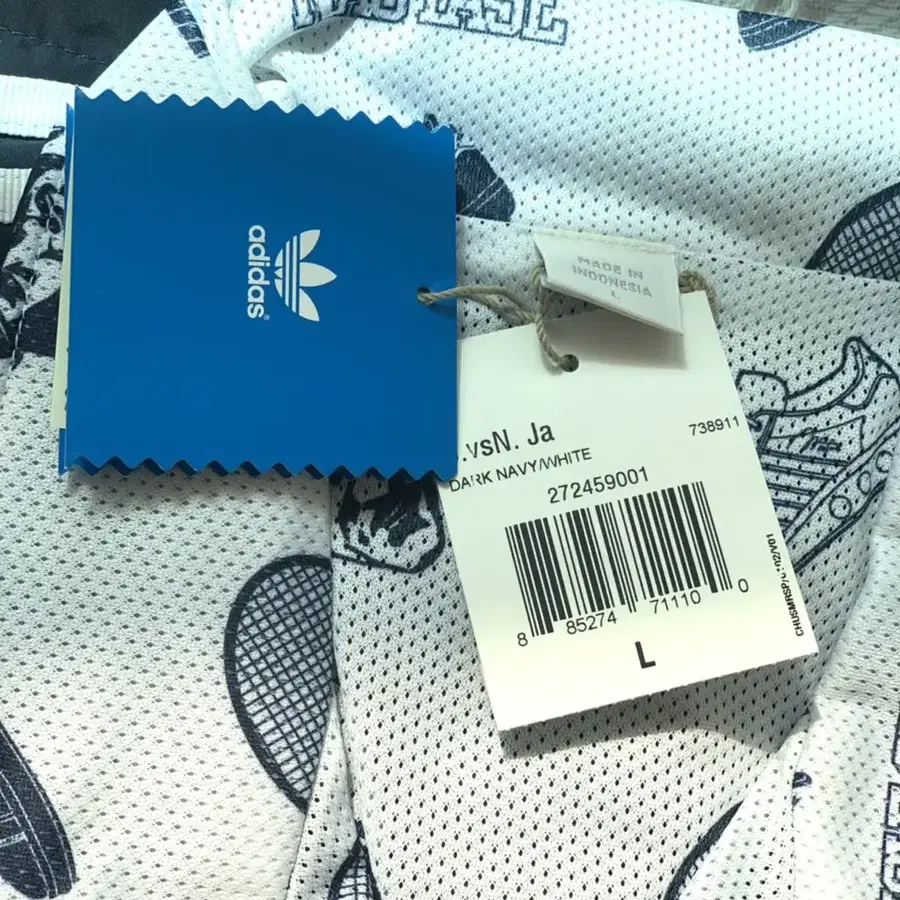 adidas
MADE IN
INDONESIA
L
.vsN. Ja
738911
DARK NAVY/WHITE
272459001
8 85274 71110 0
L